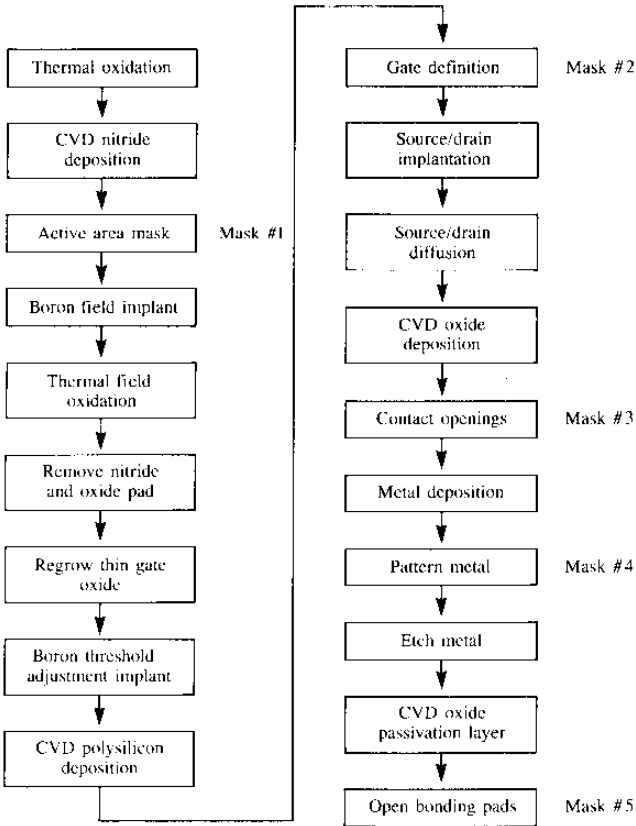 Thermal oxidation
CVD nitride
deposition
Active area mask
Mask #1
Boron field implant
Thermal field
oxidation
Remove nitride
and oxide pad
Regrow thin gate
oxide
Boron threshold
adjustment implant
CVD polysilicon
deposition
Gate definition
Mask #2
Source/drain
implantation
Source/drain
diffusion
CVD oxide
deposition
Contact openings
Mask #3
Metal deposition
Pattern metal
Mask #4
Etch metal
CVD oxide
passivation layer
Open bonding pads
Mask #5